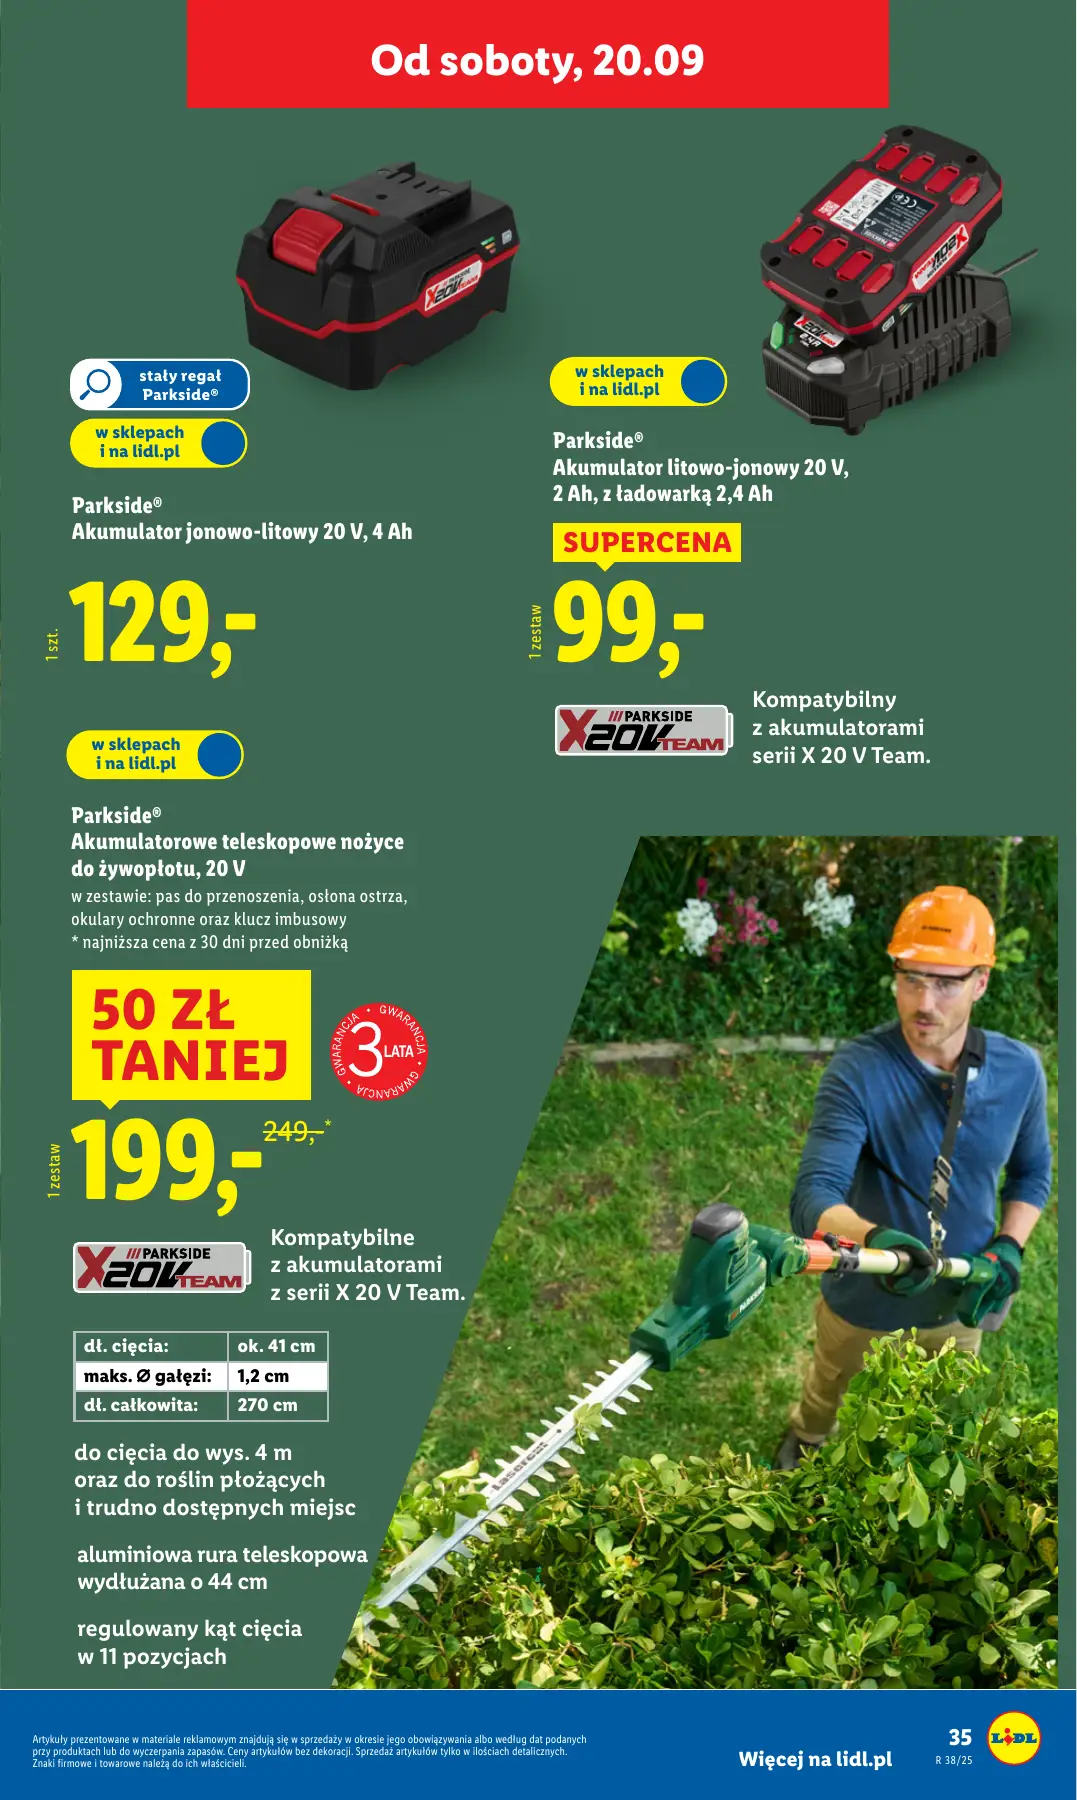 Od soboty, 20.09
stały regał
Parkside®
w sklepach
i na lidl.pl
Parkside®
Akumulator jonowo-litowy 20 V, 4 Ah
1 szt.
129,-
w sklepach
i na lidl.pl
Parkside®
Akumulator litowo-jonowy 20 V,
2 Ah, z ładowarką 2,4 Ah
SUPERCENA
1 zestaw
99,-
PARKSIDE
X20V TEAM
Kompatybilny
z akumulatorami
serii X 20 V Team.
w sklepach
i na lidl.pl
Parkside®
Akumulatorowe teleskopowe nożyce
do żywopłotu, 20 V
w zestawie: pas do przenoszenia, osłona ostrza,
okulary ochronne oraz klucz imbusowy
* najniższa cena z 30 dni przed obniżką
50 ZŁ
TANIEJ
GWARANCJA • GWARANCJA • GWARANCJA •
3 LATA
1 zestaw
199,-
249,-*
PARKSIDE
X20V TEAM
Kompatybilne
z akumulatorami
z serii X 20 V Team.
dł. cięcia: ok. 41 cm
maks. Ø gałęzi: 1,2 cm
dł. całkowita: 270 cm
do cięcia do wys. 4 m
oraz do roślin płożących
i trudno dostępnych miejsc
aluminiowa rura teleskopowa
wydłużana o 44 cm
regulowany kąt cięcia
w 11 pozycjach
Artykuły prezentowane w materiale reklamowym znajdują się w sprzedaży w okresie jego obowiązywania albo według dat podanych
przy produktach lub do wyczerpania zapasów. Ceny artykułów bez dekoracji. Sprzedaż artykułów tylko w ilościach detalicznych.
Znaki firmowe i towarowe należą do ich właścicieli.
Więcej na lidl.pl
35
R 38/25
LIDL